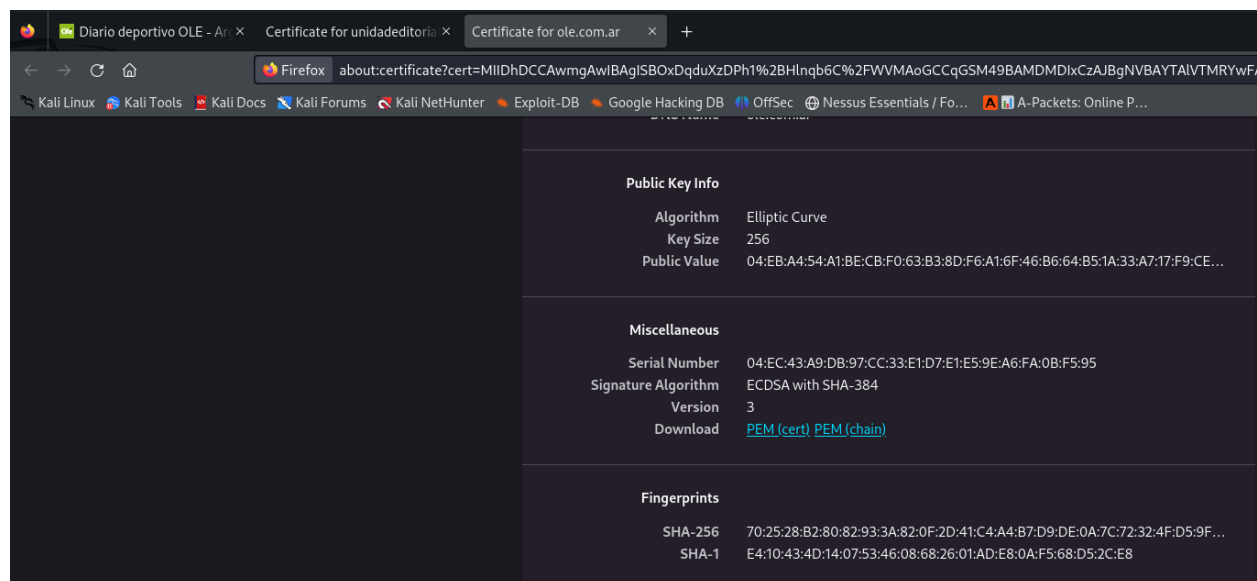 Diario deportivo OLE - Arg × Certificate for unidadeditoria × Certificate for ole.com.ar × +
Firefox about:certificate?cert=MIIDhDCCAwmgAwIBAgISBOxDqduXzDPh1%2BHlnqb6C%2FWVMAoGCCqGSM49BAMDMDIxCzAJBgNVBAYTAlVTMRYwFA
Kali Linux Kali Tools Kali Docs Kali Forums Kali NetHunter Exploit-DB Google Hacking DB OffSec Nessus Essentials / Fo... A-Packets: Online P...
Public Key Info
Algorithm Elliptic Curve
Key Size 256
Public Value 04:EB:A4:54:A1:BE:CB:F0:63:B3:8D:F6:A1:6F:46:B6:64:B5:1A:33:A7:17:F9:CE...
Miscellaneous
Serial Number 04:EC:43:A9:DB:97:CC:33:E1:D7:E1:E5:9E:A6:FA:0B:F5:95
Signature Algorithm ECDSA with SHA-384
Version 3
Download PEM (cert) PEM (chain)
Fingerprints
SHA-256 70:25:28:B2:80:82:93:3A:82:0F:2D:41:C4:A4:B7:D9:DE:0A:7C:72:32:4F:D5:9F...
SHA-1 E4:10:43:4D:14:07:53:46:08:68:26:01:AD:E8:0A:F5:68:D5:2C:E8